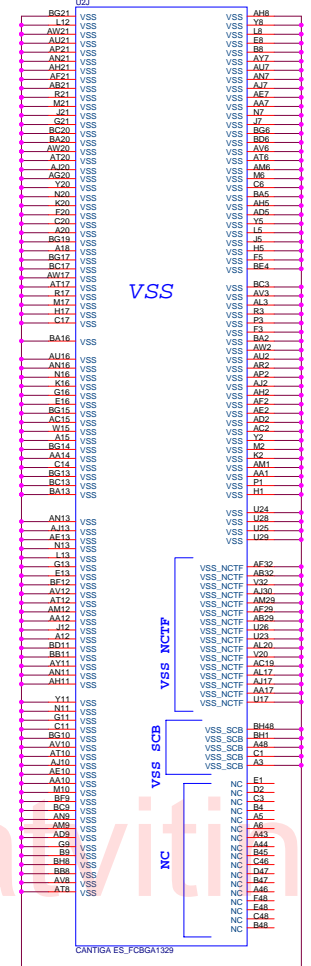 U2J
BG21 VSS VSS AH8
L12 VSS VSS Y8
AW21 VSS VSS L8
AU21 VSS VSS E8
AP21 VSS VSS B8
AN21 VSS VSS AY7
AH21 VSS VSS AU7
AF21 VSS VSS AN7
AB21 VSS VSS AJ7
R21 VSS VSS AE7
M21 VSS VSS AA7
J21 VSS VSS N7
G21 VSS VSS J7
BC20 VSS VSS BG6
BA20 VSS VSS BD6
AW20 VSS VSS AV6
AT20 VSS VSS AT6
AJ20 VSS VSS AM6
AG20 VSS VSS M6
Y20 VSS VSS C6
N20 VSS VSS BA5
K20 VSS VSS AH5
F20 VSS VSS AD5
C20 VSS VSS Y5
A20 VSS VSS L5
BG19 VSS VSS J5
A18 VSS VSS H5
BG17 VSS VSS F5
BC17 VSS VSS BE4
AW17 VSS
AT17 VSS VSS BC3
R17 VSS VSS AV3
M17 VSS VSS AL3
H17 VSS VSS R3
C17 VSS VSS P3
VSS F3
BA16 VSS VSS BA2
VSS AW2
AU16 VSS VSS AU2
AN16 VSS VSS AR2
N16 VSS VSS AP2
K16 VSS VSS AJ2
G16 VSS VSS AH2
E16 VSS VSS AF2
BG15 VSS VSS AE2
AC15 VSS VSS AD2
W15 VSS VSS AC2
A15 VSS VSS Y2
BG14 VSS VSS M2
AA14 VSS VSS K2
C14 VSS VSS AM1
BG13 VSS VSS AA1
BC13 VSS VSS P1
BA13 VSS VSS H1
VSS
VSS U24
AN13 VSS VSS U28
AJ13 VSS VSS U25
AE13 VSS VSS U29
N13 VSS
L13 VSS
G13 VSS VSS_NCTF AF32
E13 VSS VSS_NCTF AB32
BF12 VSS VSS_NCTF V32
AV12 VSS VSS_NCTF AJ30
AT12 VSS VSS_NCTF AM29
AM12 VSS VSS_NCTF AF29
AA12 VSS VSS_NCTF AB29
J12 VSS VSS_NCTF U26
A12 VSS VSS_NCTF U23
BD11 VSS VSS_NCTF AL20
BB11 VSS VSS_NCTF V20
AY11 VSS VSS_NCTF AC19
AN11 VSS VSS_NCTF AL17
AH11 VSS VSS_NCTF AJ17
VSS_NCTF AA17
Y11 VSS VSS_NCTF U17
N11 VSS
G11 VSS
C11 VSS VSS_SCB BH48
BG10 VSS VSS_SCB BH1
AV10 VSS VSS_SCB A48
AT10 VSS VSS_SCB C1
AJ10 VSS VSS_SCB A3
AE10 VSS
AA10 VSS NC E1
M10 VSS NC D2
BF9 VSS NC C3
BC9 VSS NC B4
AN9 VSS NC A5
AM9 VSS NC A6
AD9 VSS NC A43
G9 VSS NC A44
B9 VSS NC B45
BH8 VSS NC C46
BB8 VSS NC D47
AV8 VSS NC B47
AT8 VSS NC A46
NC F48
NC E48
NC C48
NC B48
VSS
VSS NCTF
VSS SCB
NC
CANTIGA ES_FCBGA1329